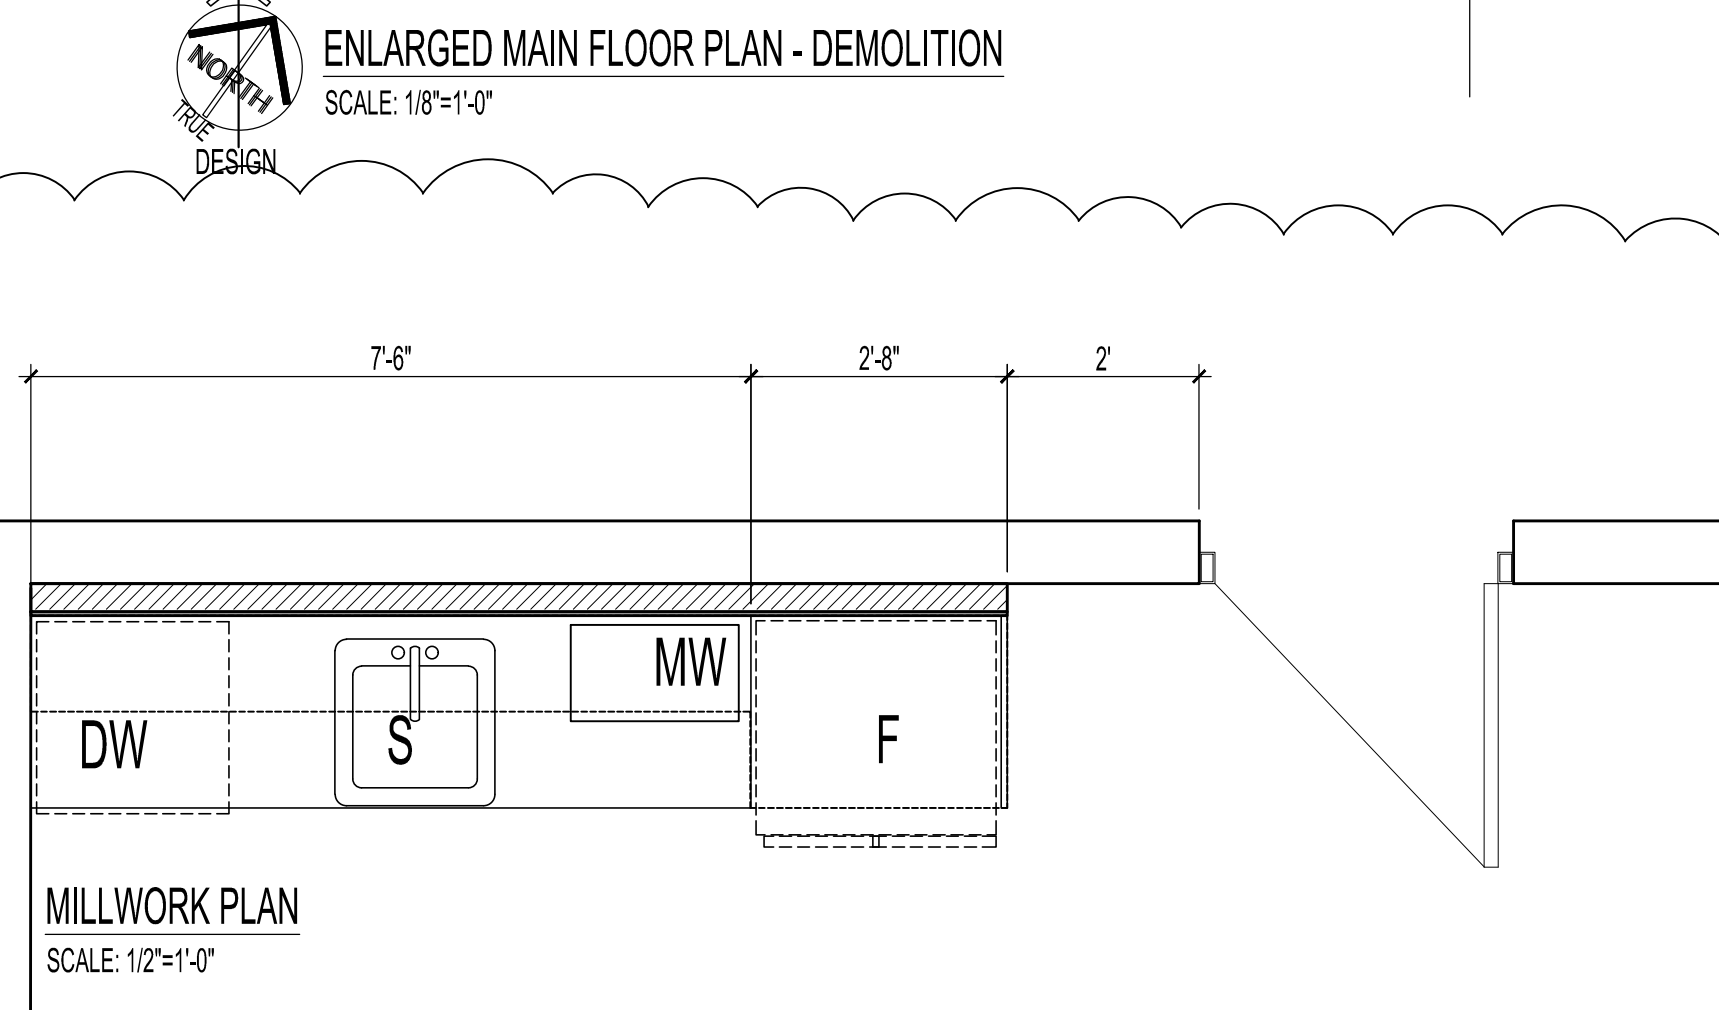 ENLARGED MAIN FLOOR PLAN - DEMOLITION
SCALE: 1/8"=1'-0"
NORTH
TRUE
DESIGN
7'-6"
2'-8"
2'
MW
DW
S
F
MILLWORK PLAN
SCALE: 1/2"=1'-0"